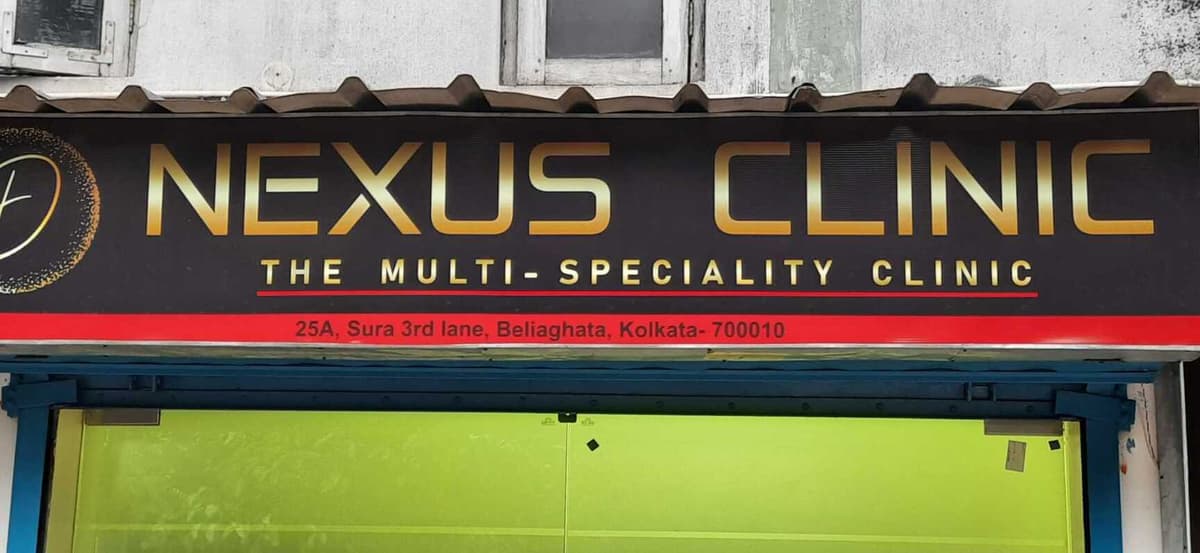 NEXUS CLINIC
THE MULTI-SPECIALITY CLINIC
25A, Sura 3rd lane, Beliaghata, Kolkata- 700010